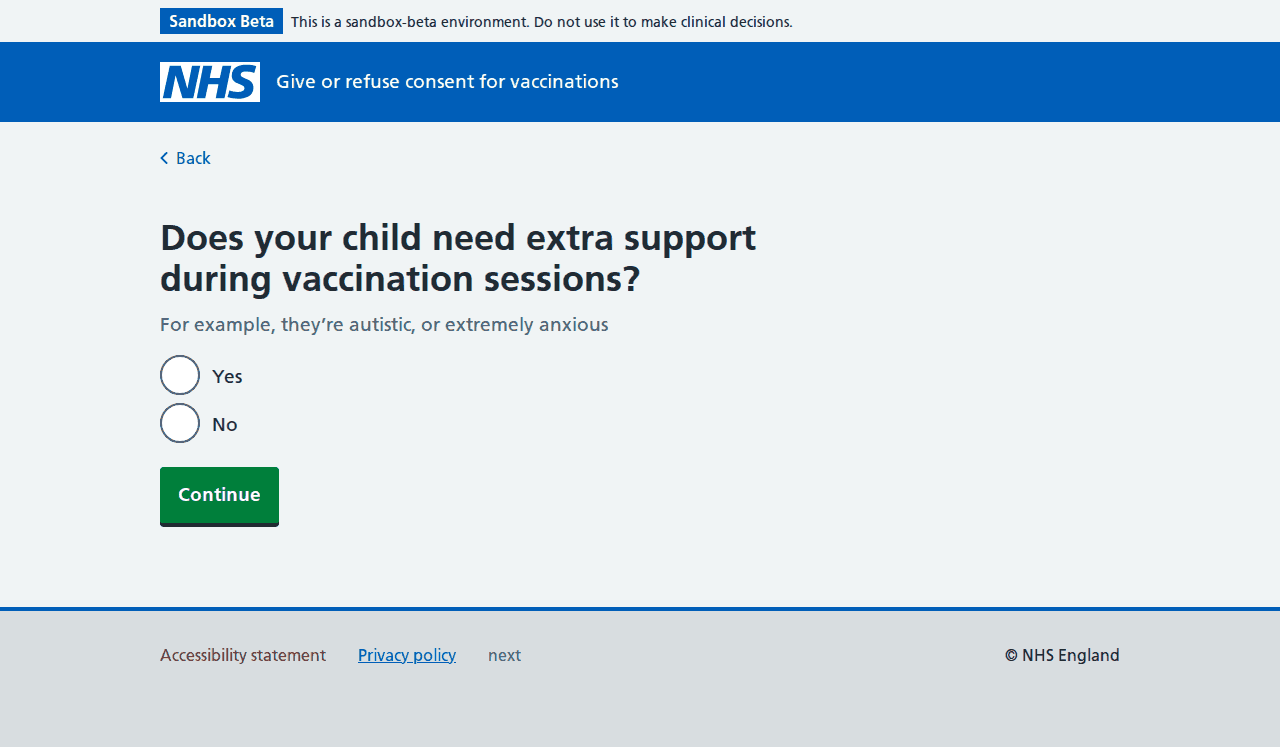 Sandbox Beta This is a sandbox-beta environment. Do not use it to make clinical decisions.
NHS Give or refuse consent for vaccinations
Back
Does your child need extra support
during vaccination sessions?
For example, they’re autistic, or extremely anxious
Yes
No
Continue
Accessibility statement Privacy policy next © NHS England